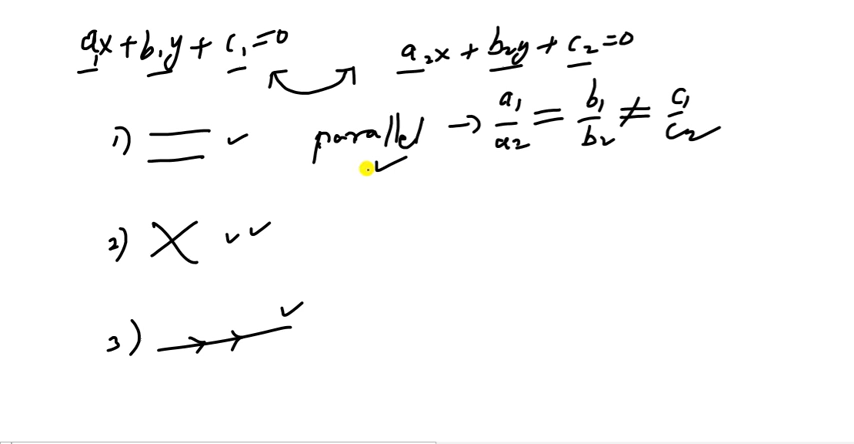 a₁x + b₁y + c₁ = 0 a₂x + b₂y + c₂ = 0
1) parallel → a₁/a₂ = b₁/b₂ ≠ c₁/c₂
2)
3)